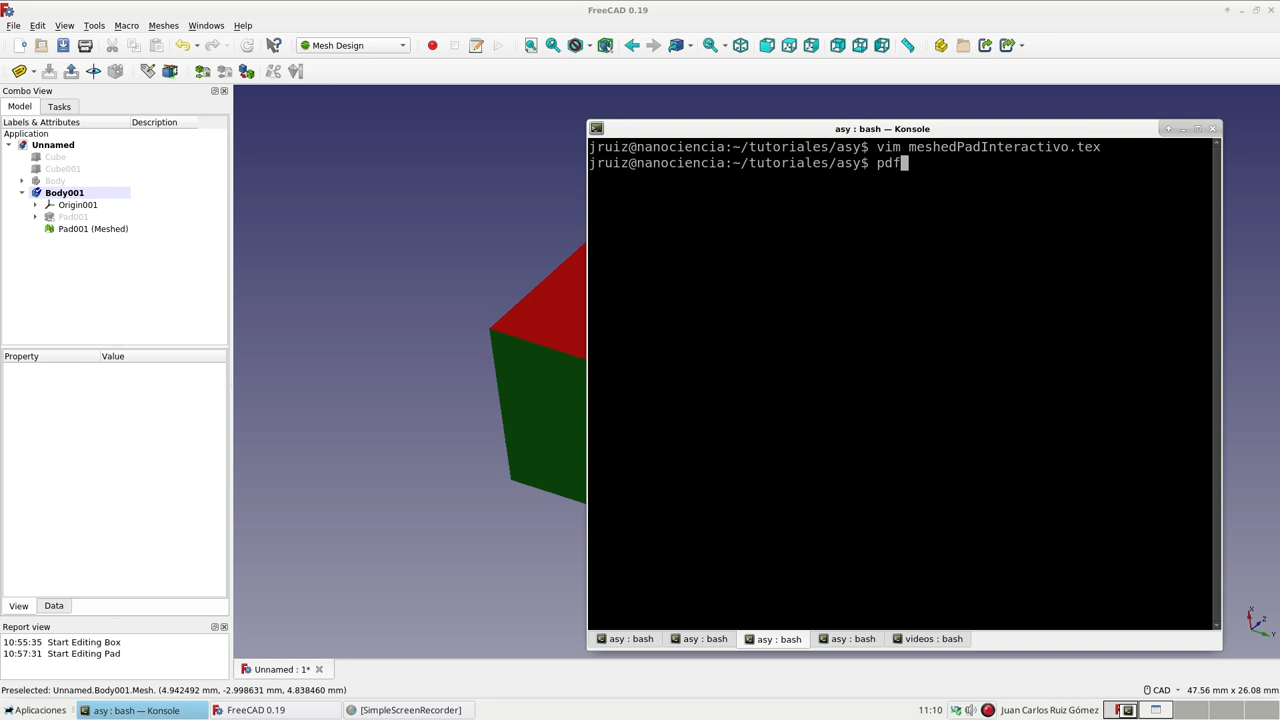 FreeCAD 0.19
File Edit View Tools Macro Meshes Windows Help
Mesh Design
Combo View
Model Tasks
Labels & Attributes Description
Application
Unnamed
Cube
Cube001
Body
Body001
Origin001
Pad001
Pad001 (Meshed)
Property Value
View Data
Report view
10:55:35 Start Editing Box
10:57:31 Start Editing Pad
asy : bash — Konsole
jruiz@nanociencia:~/tutoriales/asy$ vim meshedPadInteractivo.tex
jruiz@nanociencia:~/tutoriales/asy$ pdf
asy : bash asy : bash asy : bash asy : bash videos : bash
X
Z
Y
Unnamed : 1*
Preselected: Unnamed.Body001.Mesh. (4.942492 mm, -2.998631 mm, 4.838460 mm)
CAD 47.56 mm x 26.08 mm
Aplicaciones asy : bash — Konsole FreeCAD 0.19 [SimpleScreenRecorder] 11:10 Juan Carlos Ruiz Gómez